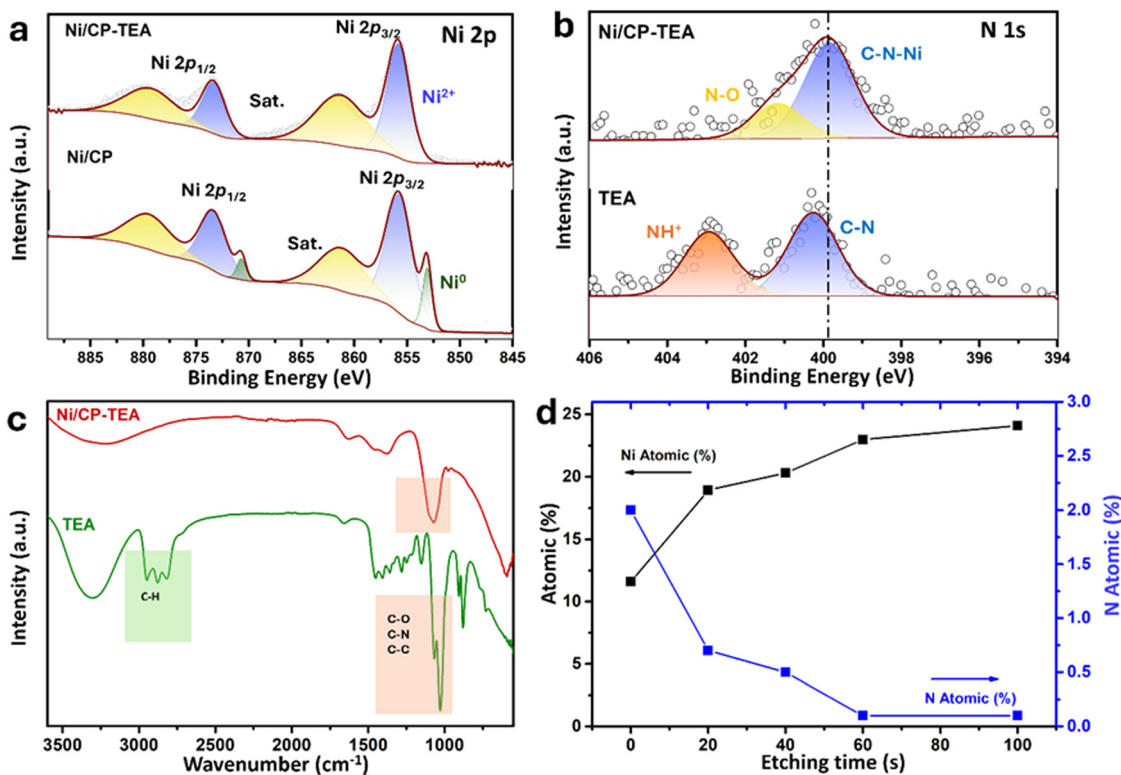 a
Ni/CP-TEA
Ni 2p
Ni 2p3/2
Ni 2p1/2
Ni²⁺
Sat.
Ni/CP
Ni 2p3/2
Ni 2p1/2
Sat.
Ni⁰
Intensity (a.u.)
885 880 875 870 865 860 855 850 845
Binding Energy (eV)
b
Ni/CP-TEA
N 1s
C-N-Ni
N-O
TEA
NH⁺
C-N
Intensity (a.u.)
406 404 402 400 398 396 394
Binding Energy (eV)
c
Ni/CP-TEA
TEA
C-H
C-O
C-N
C-C
Intensity (a.u.)
3500 3000 2500 2000 1500 1000
Wavenumber (cm⁻¹)
d
25
20
15
10
5
0
Atomic (%)
Ni Atomic (%)
N Atomic (%)
3.0
2.5
2.0
1.5
1.0
0.5
0.0
N Atomic (%)
0 20 40 60 80 100
Etching time (s)